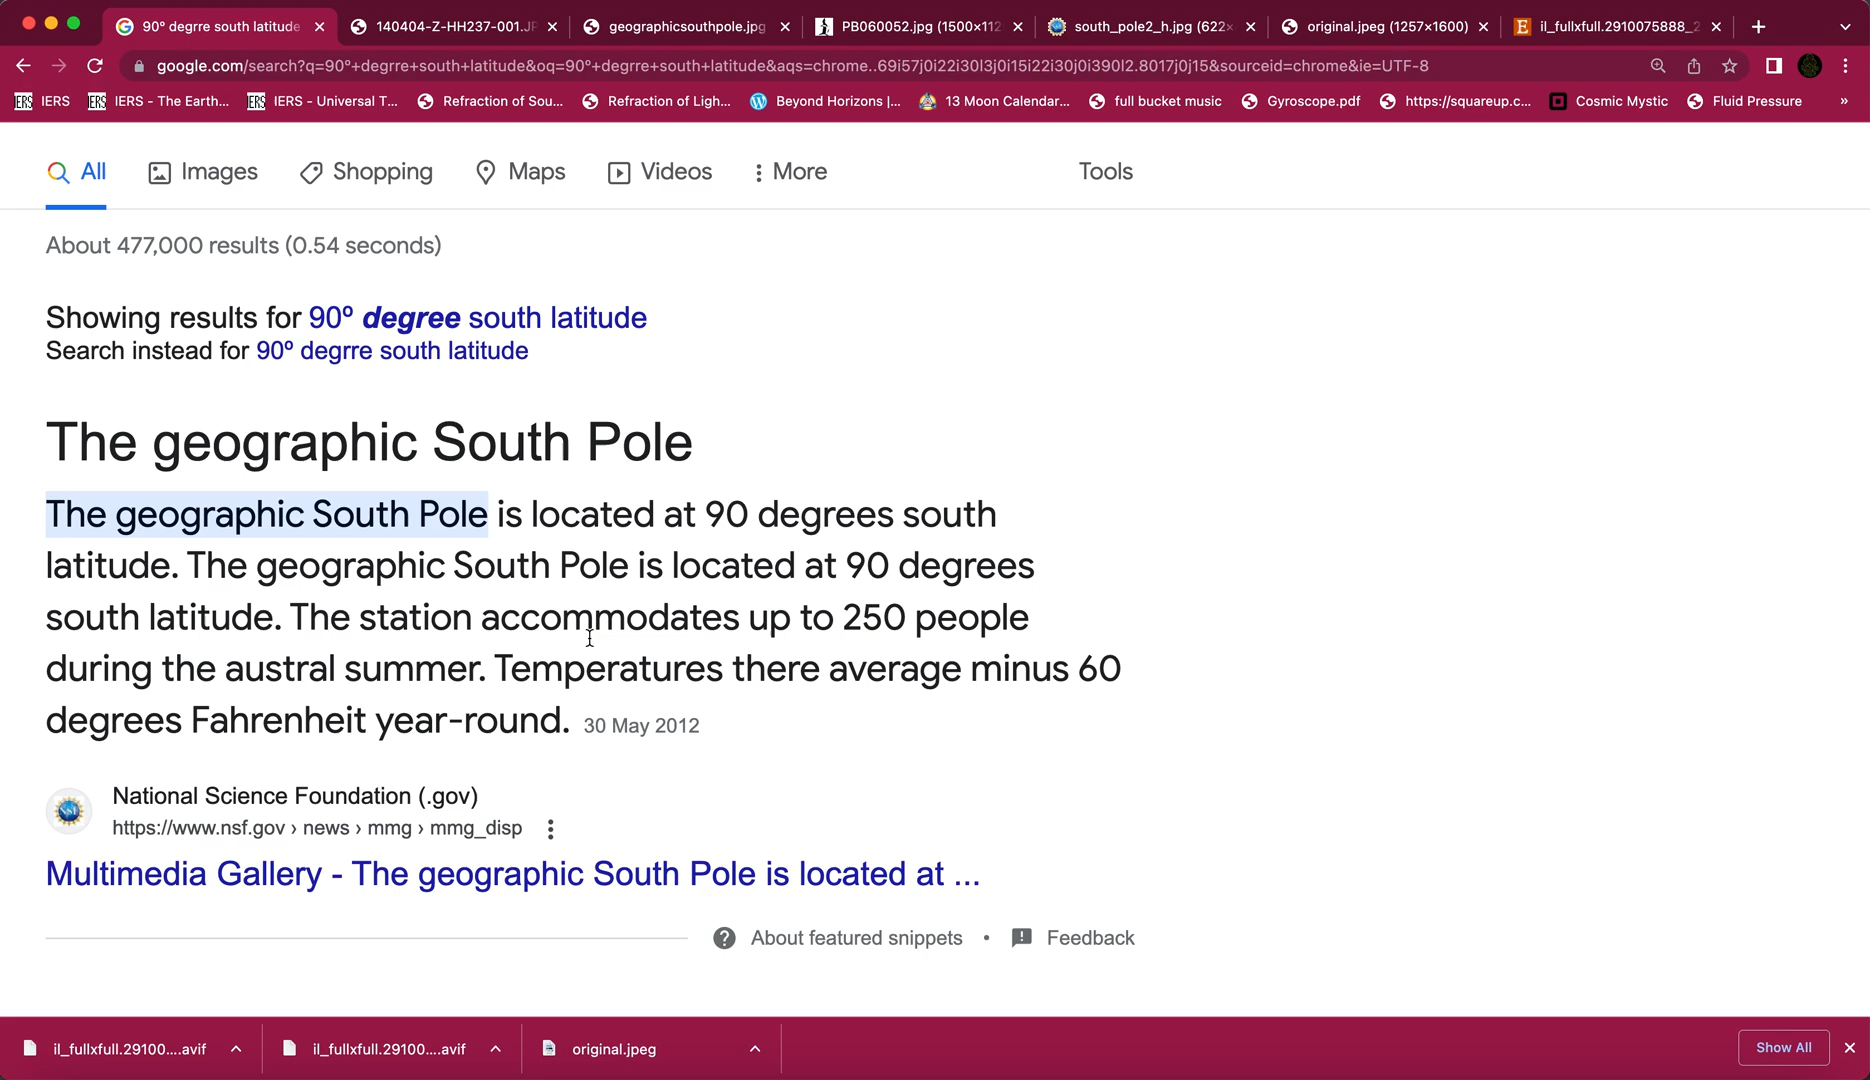 90º degrre south latitude
140404-Z-HH237-001.JP
geographicsouthpole.jpg
PB060052.jpg (1500×112
south_pole2_h.jpg (622×
original.jpeg (1257×1600)
il_fullxfull.2910075888_2
google.com/search?q=90°+degrre+south+latitude&oq=90°+degrre+south+latitude&aqs=chrome..69i57j0i22i30l3j0i15i22i30j0i390l2.8017j0j15&sourceid=chrome&ie=UTF-8
IERS
IERS - The Earth...
IERS - Universal T...
Refraction of Sou...
Refraction of Ligh...
Beyond Horizons |...
13 Moon Calendar...
full bucket music
Gyroscope.pdf
https://squareup.c...
Cosmic Mystic
Fluid Pressure
»
All
Images
Shopping
Maps
Videos
More
Tools
About 477,000 results (0.54 seconds)
Showing results for 90º degree south latitude
Search instead for 90º degrre south latitude
The geographic South Pole
The geographic South Pole is located at 90 degrees south
latitude. The geographic South Pole is located at 90 degrees
south latitude. The station accommodates up to 250 people
during the austral summer. Temperatures there average minus 60
degrees Fahrenheit year-round. 30 May 2012
National Science Foundation (.gov)
https://www.nsf.gov › news › mmg › mmg_disp
Multimedia Gallery - The geographic South Pole is located at ...
About featured snippets • Feedback
il_fullxfull.29100....avif
il_fullxfull.29100....avif
original.jpeg
Show All